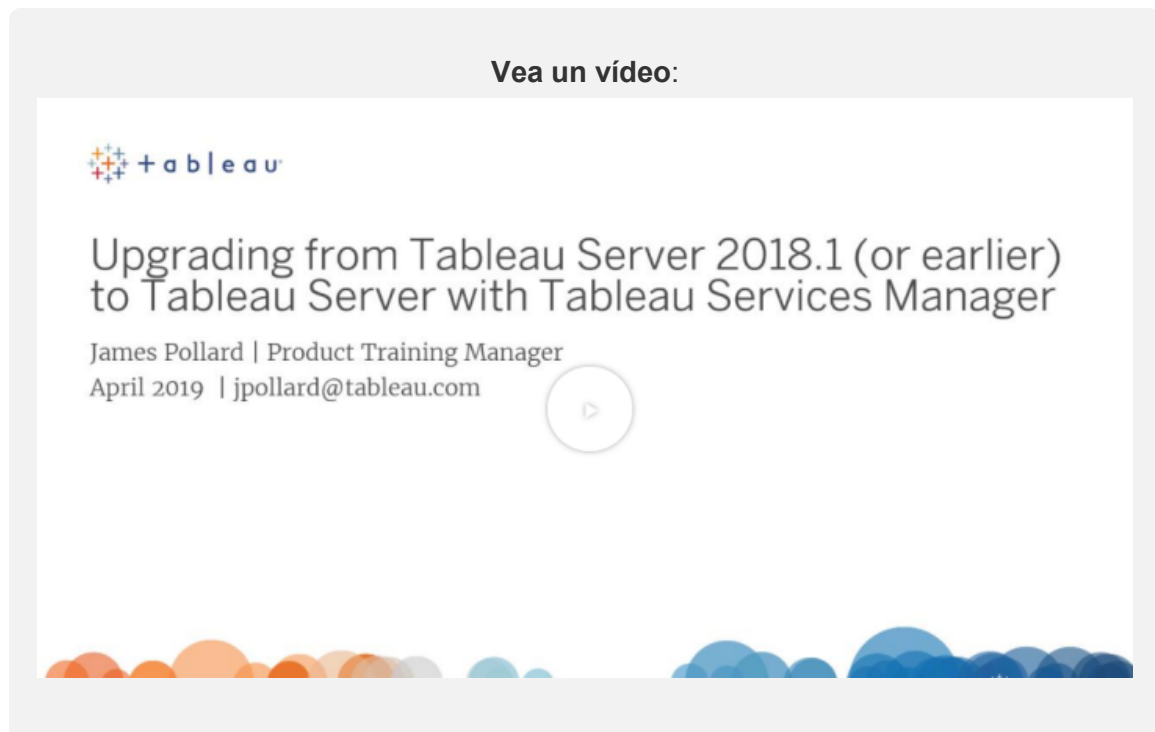 Vea un vídeo:
+ableau
Upgrading from Tableau Server 2018.1 (or earlier)
to Tableau Server with Tableau Services Manager
James Pollard | Product Training Manager
April 2019 | jpollard@tableau.com